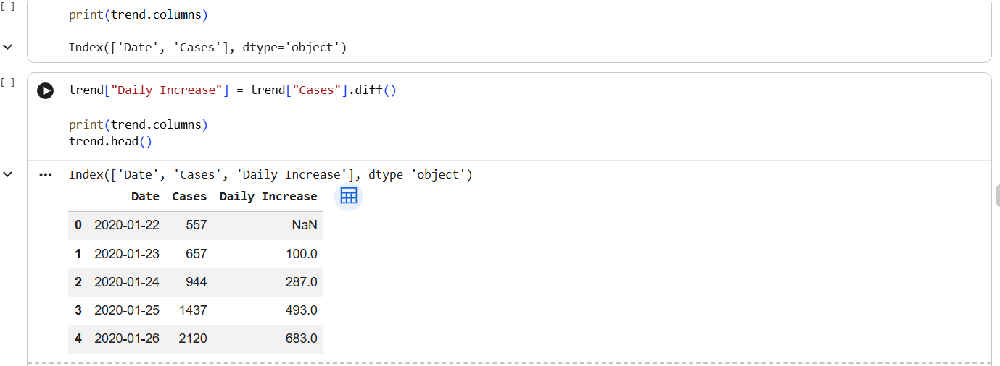 [ ]
print(trend.columns)
Index(['Date', 'Cases'], dtype='object')
[ ]
trend["Daily Increase"] = trend["Cases"].diff()
print(trend.columns)
trend.head()
Index(['Date', 'Cases', 'Daily Increase'], dtype='object')
Date Cases Daily Increase
0 2020-01-22 557 NaN
1 2020-01-23 657 100.0
2 2020-01-24 944 287.0
3 2020-01-25 1437 493.0
4 2020-01-26 2120 683.0